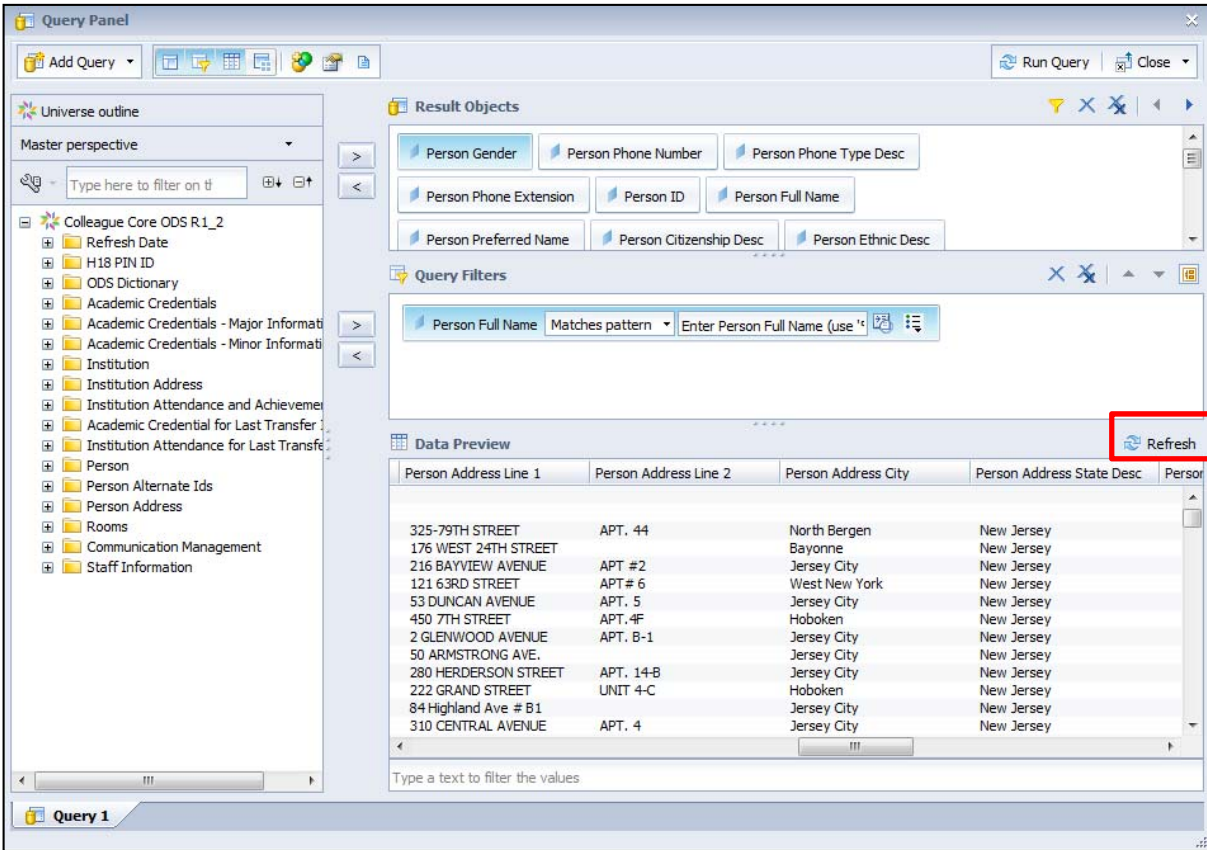 Query Panel
Add Query Run Query Close
Universe outline
Master perspective
Type here to filter on tl
Colleague Core ODS R1_2
Refresh Date
H18 PIN ID
ODS Dictionary
Academic Credentials
Academic Credentials - Major Informati
Academic Credentials - Minor Informati
Institution
Institution Address
Institution Attendance and Achievemen
Academic Credential for Last Transfer
Institution Attendance for Last Transfe
Person
Person Alternate Ids
Person Address
Rooms
Communication Management
Staff Information
Result Objects
Person Gender Person Phone Number Person Phone Type Desc
Person Phone Extension Person ID Person Full Name
Person Preferred Name Person Citizenship Desc Person Ethnic Desc
Query Filters
> Person Full Name Matches pattern Enter Person Full Name (use '
<
Data Preview Refresh
Person Address Line 1 Person Address Line 2 Person Address City Person Address State Desc Person
325-79TH STREET APT. 44 North Bergen New Jersey
176 WEST 24TH STREET Bayonne New Jersey
216 BAYVIEW AVENUE APT #2 Jersey City New Jersey
121 63RD STREET APT# 6 West New York New Jersey
53 DUNCAN AVENUE APT. 5 Jersey City New Jersey
450 7TH STREET APT.4F Hoboken New Jersey
2 GLENWOOD AVENUE APT. B-1 Jersey City New Jersey
50 ARMSTRONG AVE. Jersey City New Jersey
280 HERDERSON STREET APT. 14-B Jersey City New Jersey
222 GRAND STREET UNIT 4-C Hoboken New Jersey
84 Highland Ave # B1 Jersey City New Jersey
310 CENTRAL AVENUE APT. 4 Jersey City New Jersey
Type a text to filter the values
Query 1